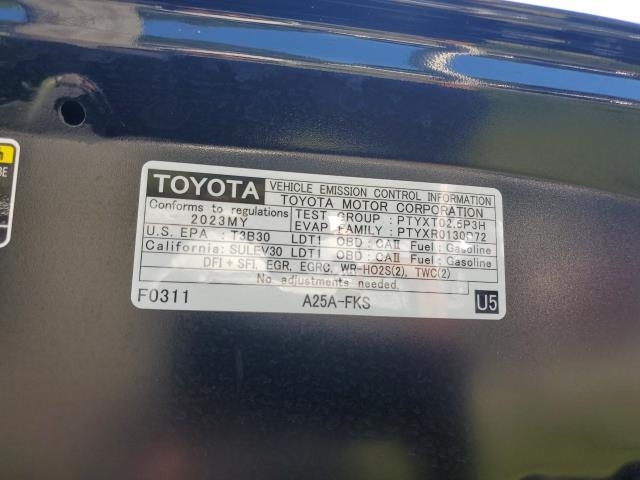 TOYOTA VEHICLE EMISSION CONTROL INFORMATION
TOYOTA MOTOR CORPORATION
Conforms to regulations TEST GROUP : PTYXT02.5P3H
2023MY EVAP. FAMILY : PTYXR0130P72
U.S. EPA : T3B30 LDT1 OBD : CAⅡ Fuel : Gasoline
California: SULEV30 LDT1 OBD : CAⅡ Fuel : Gasoline
DFI + SFI, EGR, EGRC, WR-HO2S(2), TWC(2)
No adjustments needed.
F0311 A25A-FKS U5